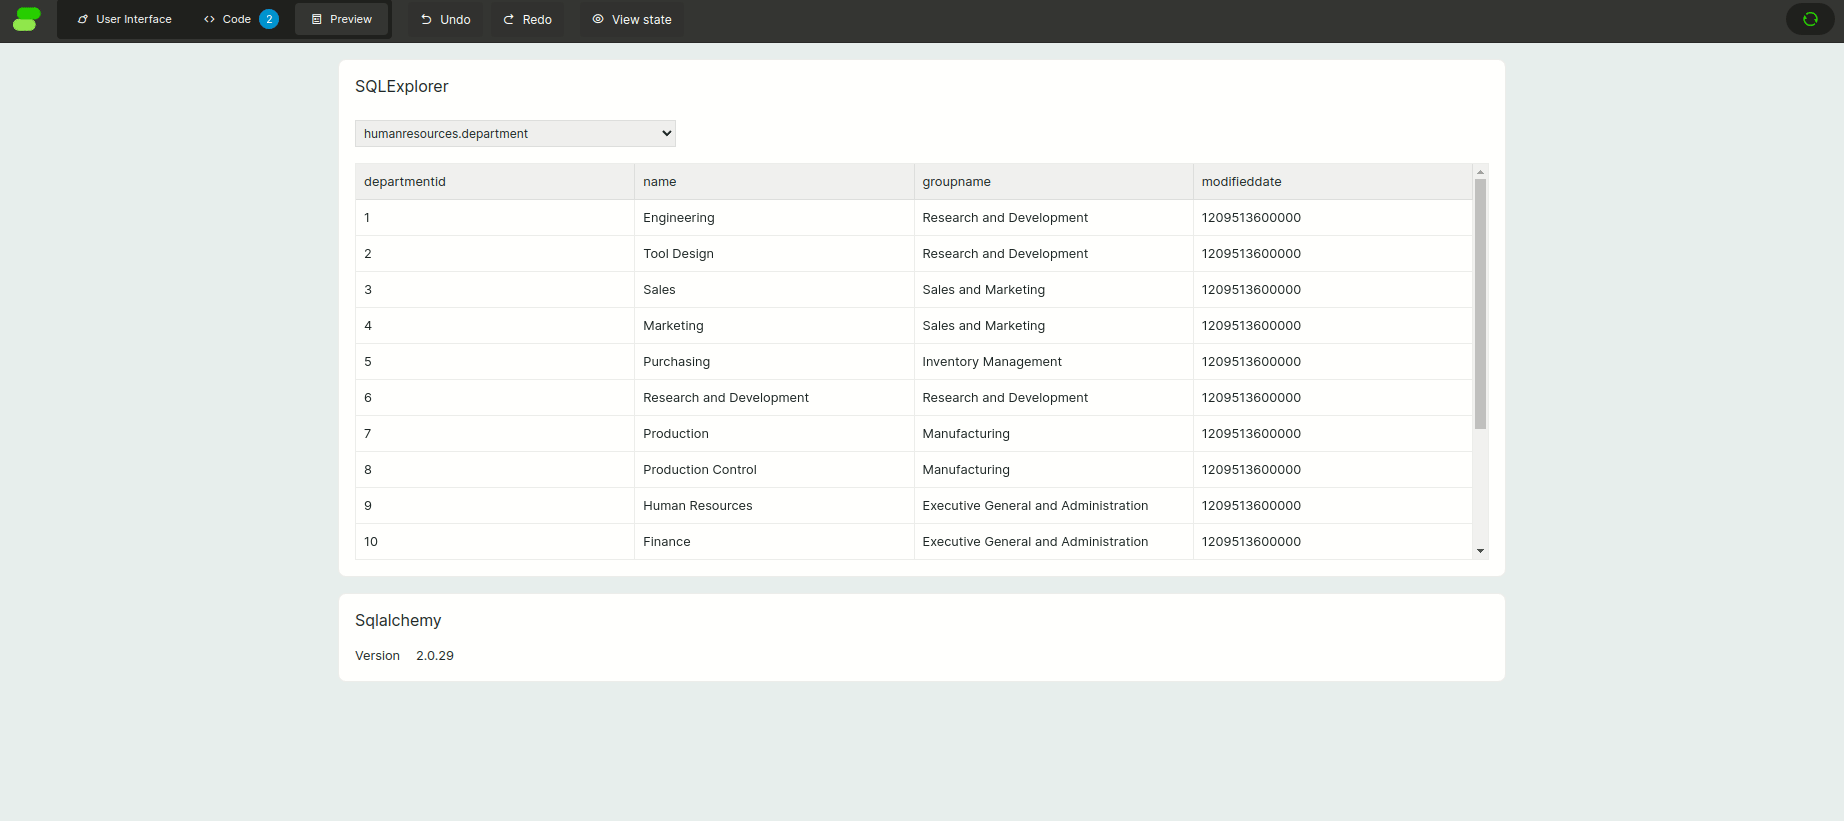 User Interface Code 2 Preview Undo Redo View state
SQLExplorer
humanresources.department
departmentid name groupname modifieddate
1 Engineering Research and Development 1209513600000
2 Tool Design Research and Development 1209513600000
3 Sales Sales and Marketing 1209513600000
4 Marketing Sales and Marketing 1209513600000
5 Purchasing Inventory Management 1209513600000
6 Research and Development Research and Development 1209513600000
7 Production Manufacturing 1209513600000
8 Production Control Manufacturing 1209513600000
9 Human Resources Executive General and Administration 1209513600000
10 Finance Executive General and Administration 1209513600000
Sqlalchemy
Version 2.0.29